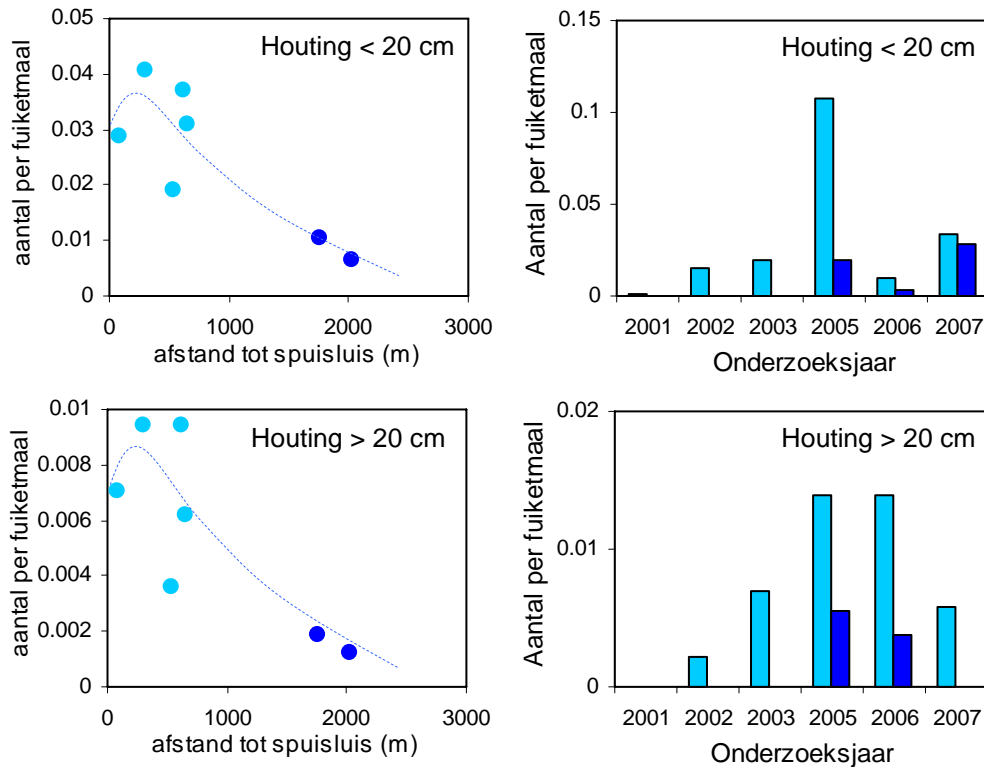 Houting < 20 cm
aantal per fuiketmaal
0.05
0.04
0.03
0.02
0.01
0
0 1000 2000 3000
afstand tot spuisluis (m)
Houting < 20 cm
Aantal per fuiketmaal
0.15
0.1
0.05
0
2001 2002 2003 2005 2006 2007
Onderzoeksjaar
Houting > 20 cm
aantal per fuiketmaal
0.01
0.008
0.006
0.004
0.002
0
0 1000 2000 3000
afstand tot spuisluis (m)
Houting > 20 cm
Aantal per fuiketmaal
0.02
0.01
0
2001 2002 2003 2005 2006 2007
Onderzoeksjaar